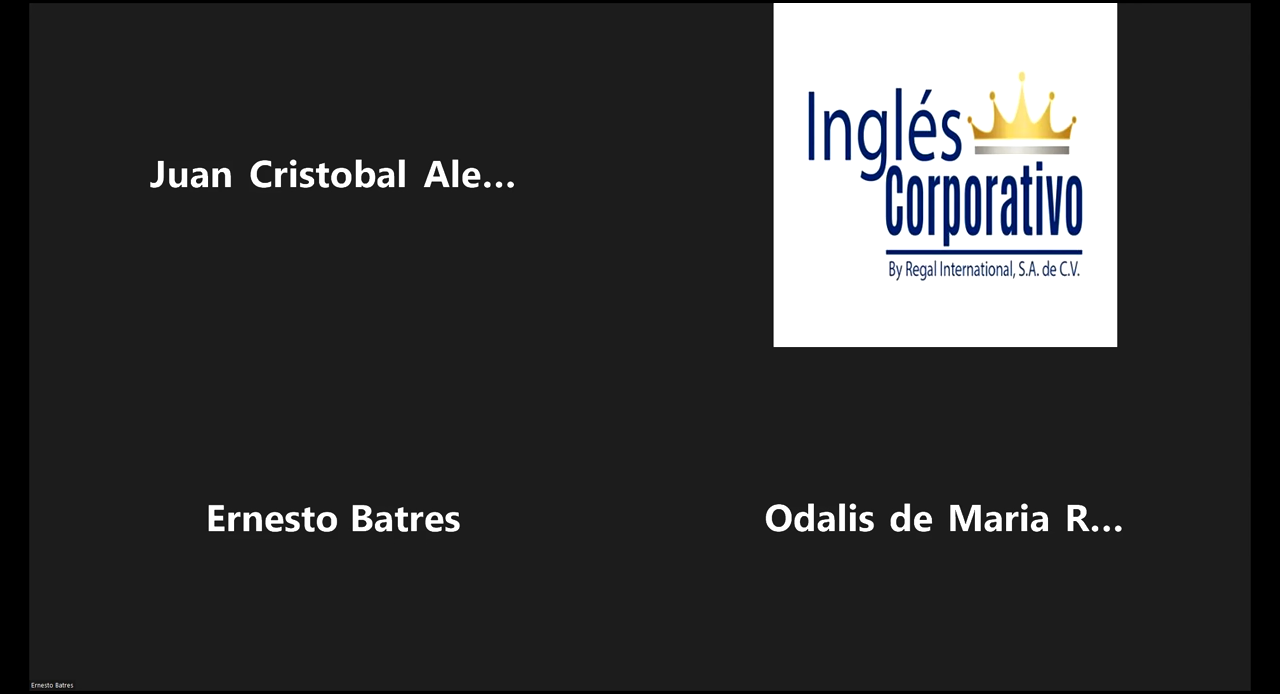 Juan Cristobal Ale...
Inglés
Corporativo
By Regal International, S.A. de C.V.
Ernesto Batres
Odalis de Maria R...
Ernesto Batres